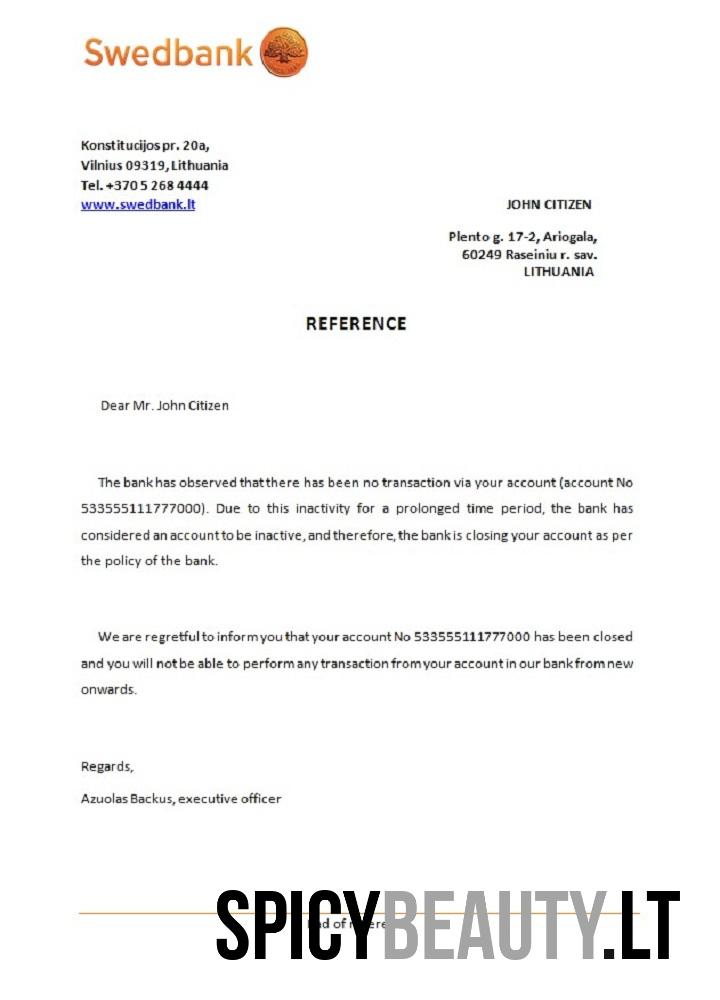 Swedbank
Konstitucijos pr. 20a,
Vilnius 09319, Lithuania
Tel. +370 5 268 4444
www.swedbank.lt
JOHN CITIZEN
Plento g. 17-2, Ariogala,
60249 Raseiniu r. sav.
LITHUANIA
REFERENCE
Dear Mr. John Citizen
The bank has observed that there has been no transaction via your account (account No
533555111777000). Due to this inactivity for a prolonged time period, the bank has
considered an account to be inactive, and therefore, the bank is closing your account as per
the policy of the bank.
We are regretful to inform you that your account No 533555111777000 has been closed
and you will not be able to perform any transaction from your account in our bank from new
onwards.
Regards,
Azuolas Backus, executive officer
SPICYBEAUTY.LT
of